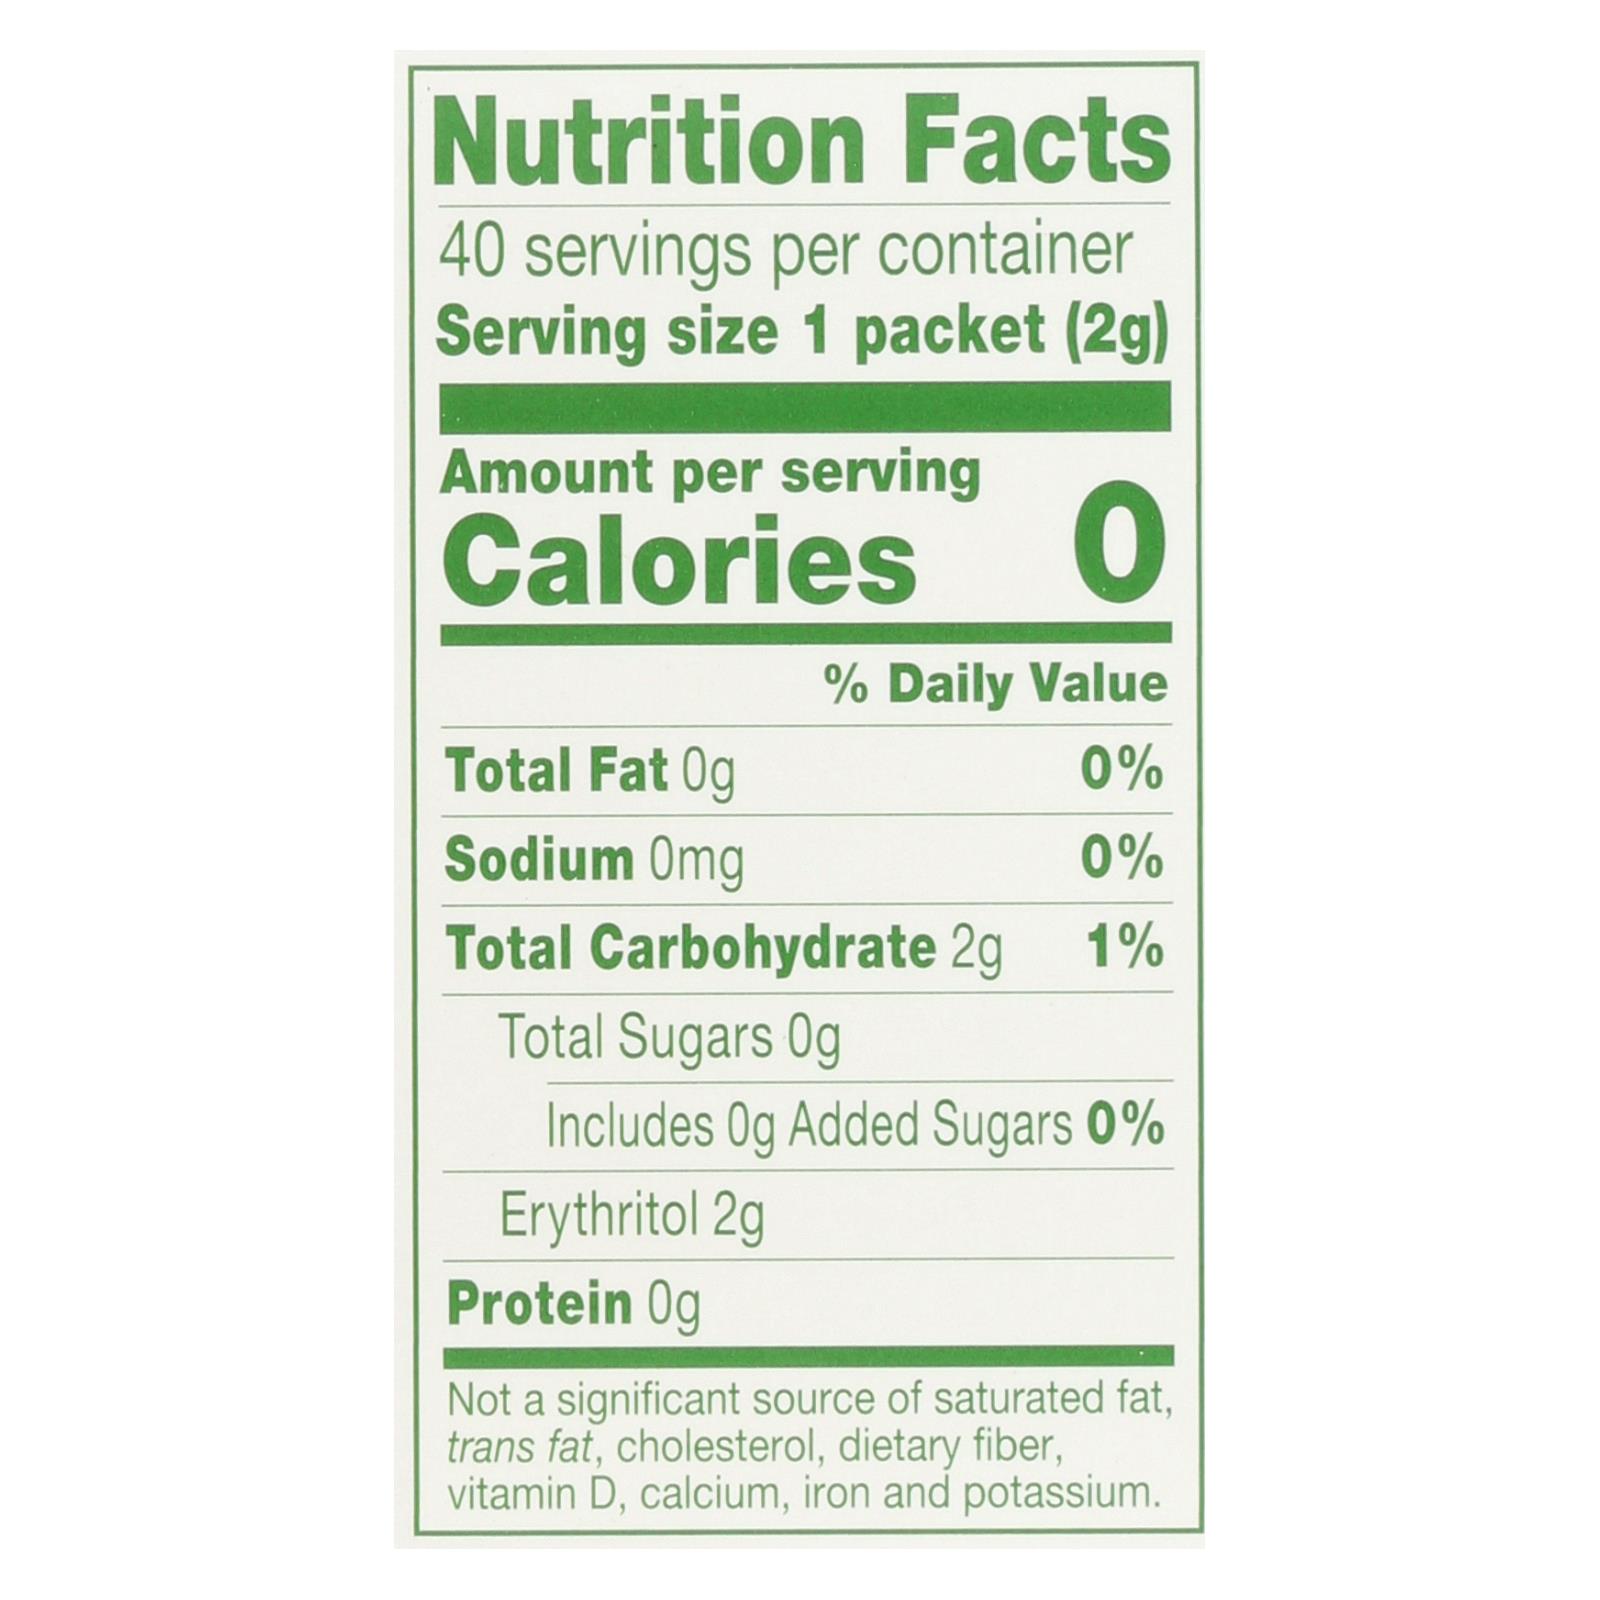 Nutrition Facts
40 servings per container
Serving size 1 packet (2g)
Amount per serving
Calories 0
% Daily Value
Total Fat 0g 0%
Sodium 0mg 0%
Total Carbohydrate 2g 1%
Total Sugars 0g
Includes 0g Added Sugars 0%
Erythritol 2g
Protein 0g
Not a significant source of saturated fat,
trans fat, cholesterol, dietary fiber,
vitamin D, calcium, iron and potassium.